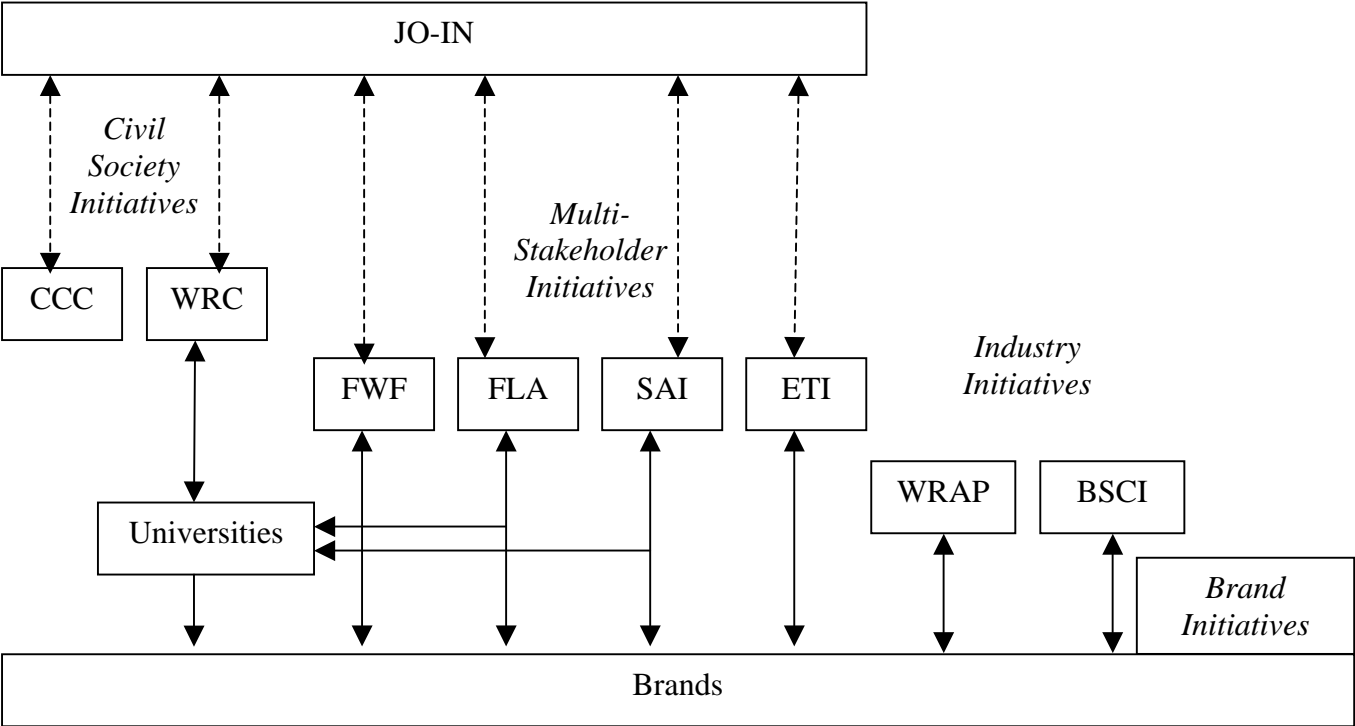 JO-IN
Civil
Society
Initiatives
Multi-
Stakeholder
Initiatives
CCC
WRC
Industry
Initiatives
FWF
FLA
SAI
ETI
WRAP
BSCI
Universities
Brand
Initiatives
Brands